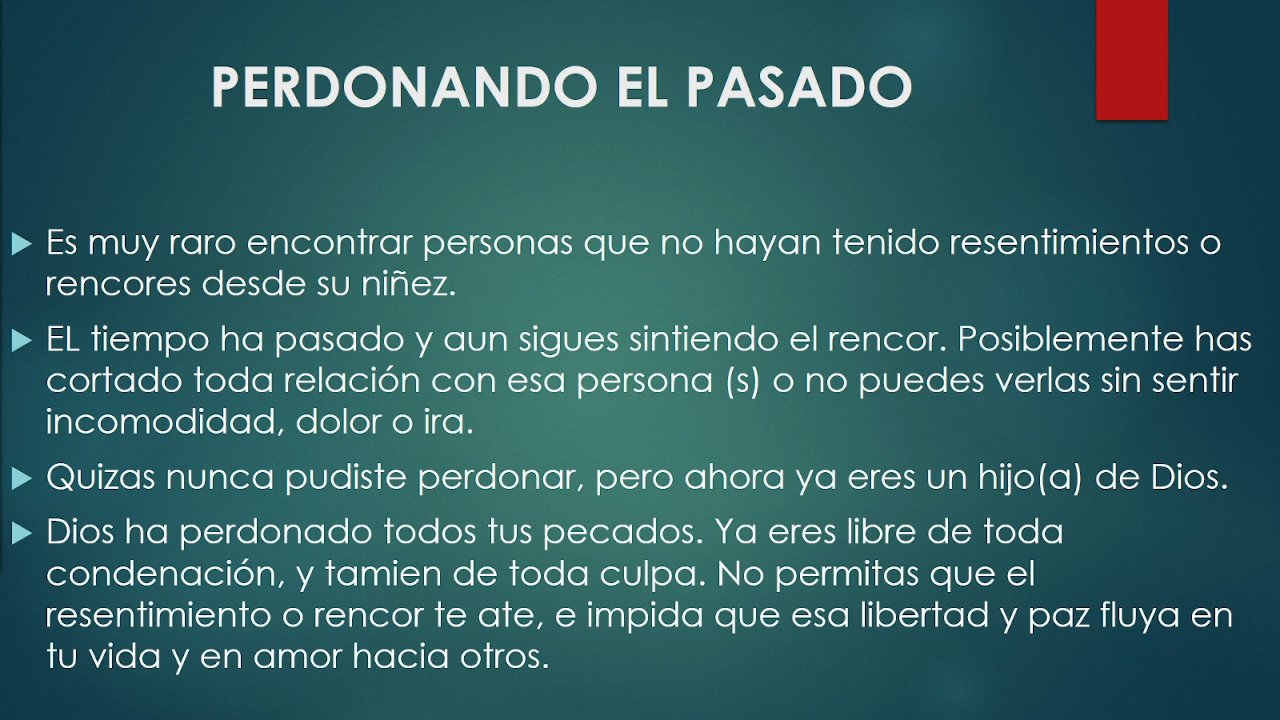 PERDONANDO EL PASADO
Es muy raro encontrar personas que no hayan tenido resentimientos o
rencores desde su niñez.
EL tiempo ha pasado y aun sigues sintiendo el rencor. Posiblemente has
cortado toda relación con esa persona (s) o no puedes verlas sin sentir
incomodidad, dolor o ira.
Quizas nunca pudiste perdonar, pero ahora ya eres un hijo(a) de Dios.
Dios ha perdonado todos tus pecados. Ya eres libre de toda
condenación, y tamien de toda culpa. No permitas que el
resentimiento o rencor te ate, e impida que esa libertad y paz fluya en
tu vida y en amor hacia otros.